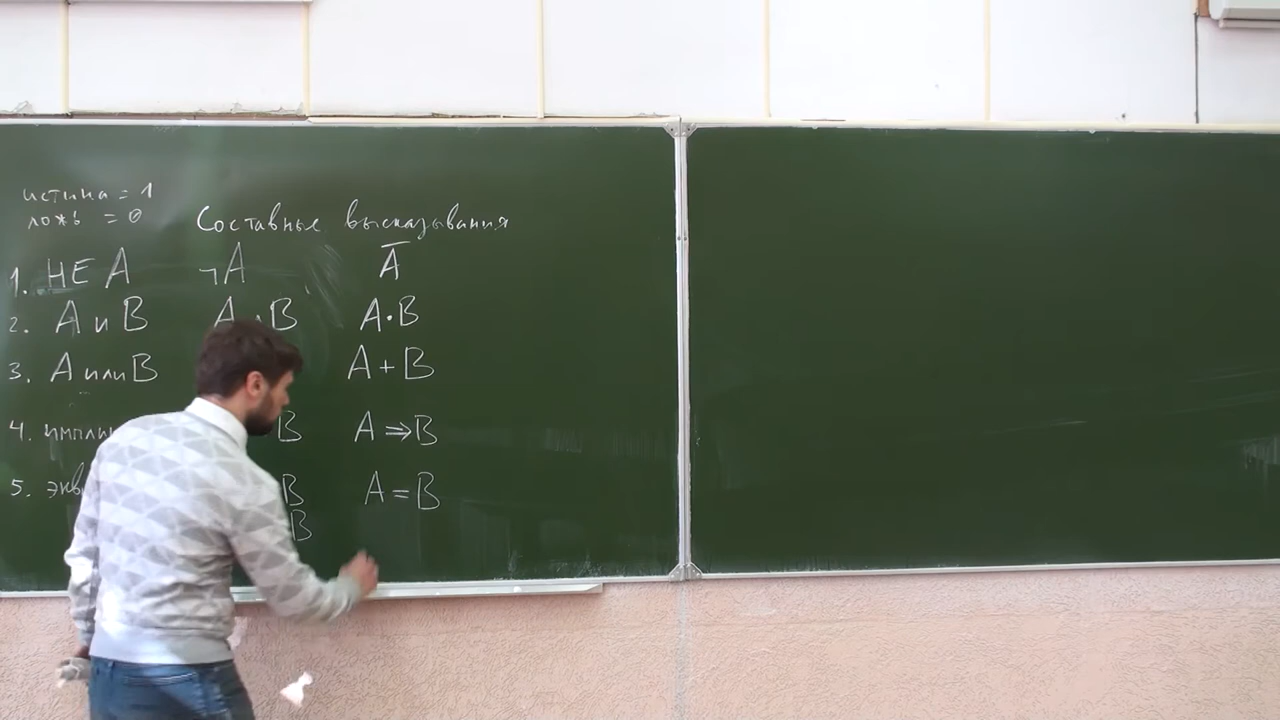 истина = 1
ложь = 0
Составные высказывания
1. НЕ A ¬A A̅
2. A и B A B A·B
3. A или B A + B
4. B A ⇒ B
5. B A = B
B